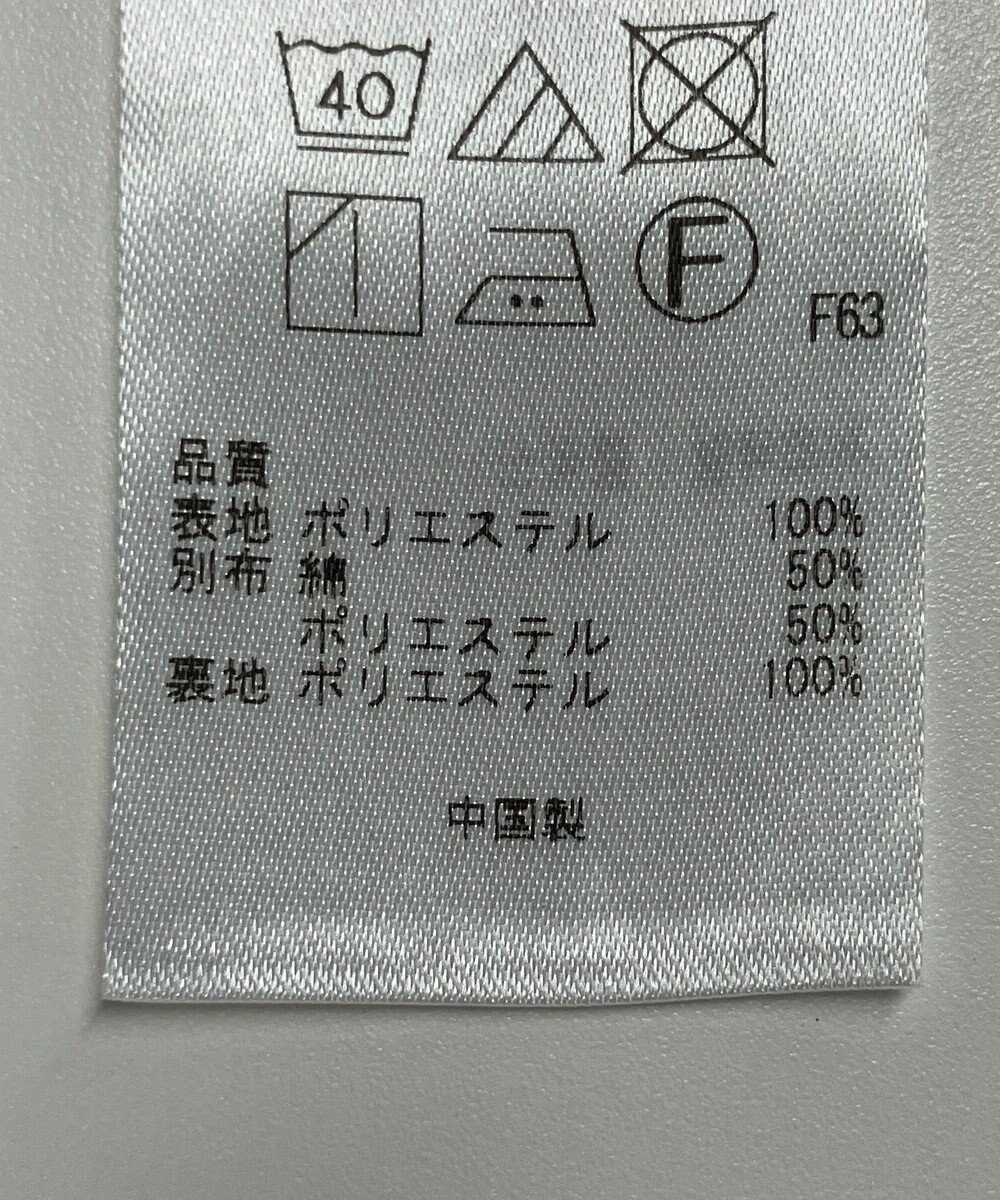 40
F
F63
品質
表地 ポリエステル 100%
別布 綿 50%
ポリエステル 50%
裏地 ポリエステル 100%
中国製